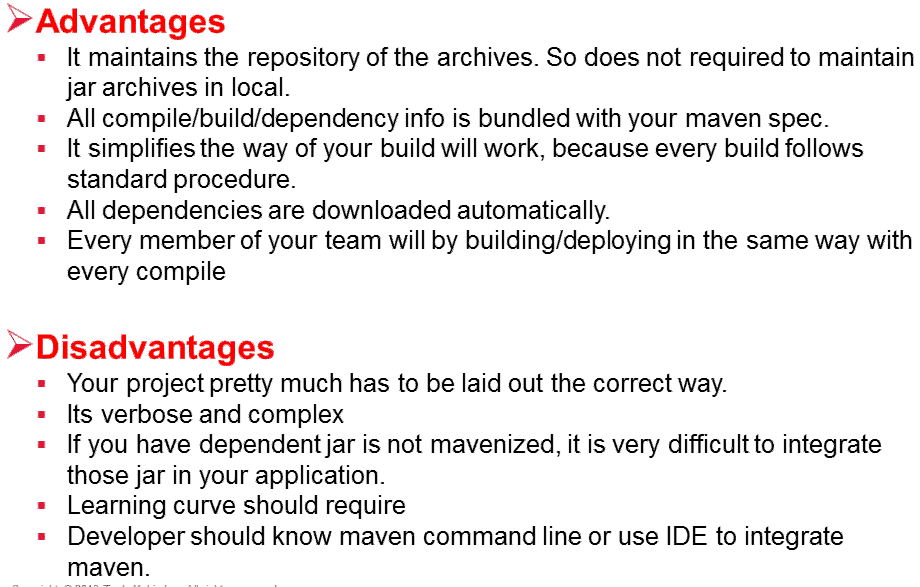 Advantages
It maintains the repository of the archives. So does not required to maintain
jar archives in local.
All compile/build/dependency info is bundled with your maven spec.
It simplifies the way of your build will work, because every build follows
standard procedure.
All dependencies are downloaded automatically.
Every member of your team will by building/deploying in the same way with
every compile
Disadvantages
Your project pretty much has to be laid out the correct way.
Its verbose and complex
If you have dependent jar is not mavenized, it is very difficult to integrate
those jar in your application.
Learning curve should require
Developer should know maven command line or use IDE to integrate
maven.